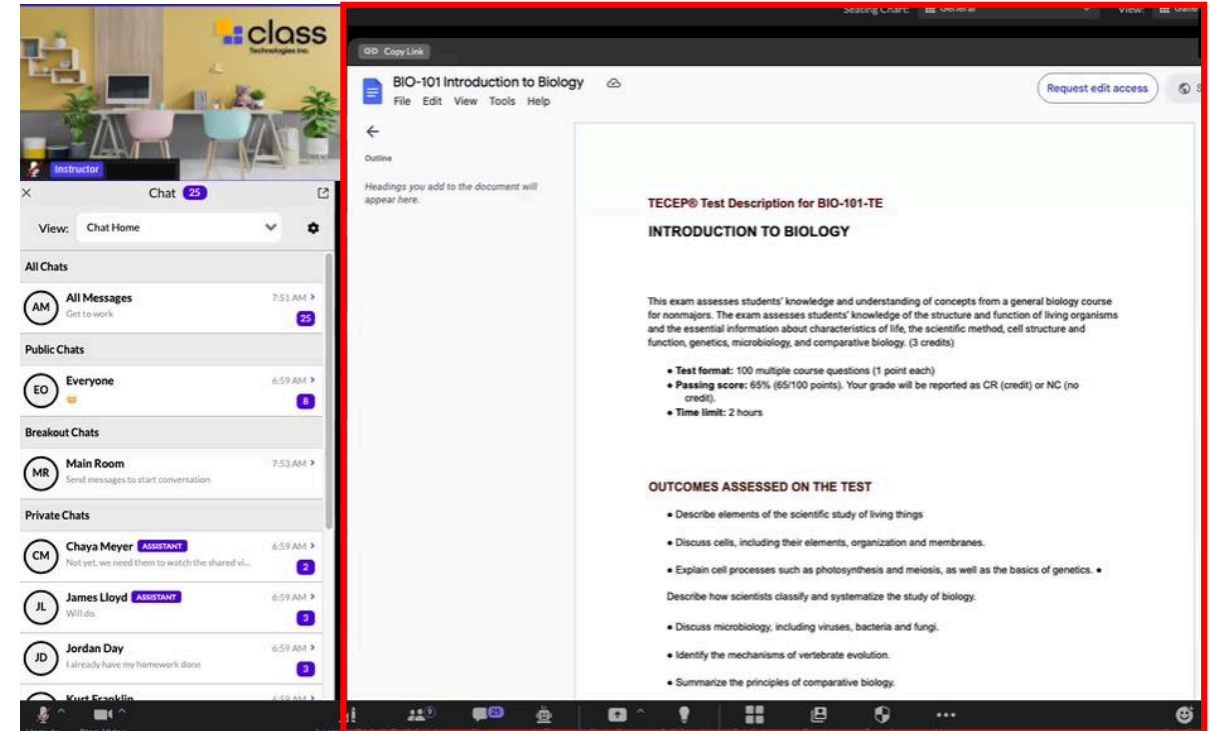 class
Technologies Inc.
Instructor
Chat 25
View: Chat Home
All Chats
AM All Messages 7:51 AM >
Get to work 25
Public Chats
EO Everyone 6:59 AM >
8
Breakout Chats
MR Main Room 7:53 AM >
Send messages to start conversation
Private Chats
CM Chaya Meyer ASSISTANT 6:59 AM >
Not yet, we need them to watch the shared vi... 2
JL James Lloyd ASSISTANT 6:59 AM >
Will do. 3
JD Jordan Day 6:59 AM >
I already have my homework done 3
Kurt Franklin 6:59 AM >
Seating Chart: General View:
Copy Link
BIO-101 Introduction to Biology
File Edit View Tools Help
Request edit access
Outline
Headings you add to the document will
appear here.
TECEP® Test Description for BIO-101-TE
INTRODUCTION TO BIOLOGY
This exam assesses students' knowledge and understanding of concepts from a general biology course
for nonmajors. The exam assesses students' knowledge of the structure and function of living organisms
and the essential information about characteristics of life, the scientific method, cell structure and
function, genetics, microbiology, and comparative biology. (3 credits)
● Test format: 100 multiple course questions (1 point each)
● Passing score: 65% (65/100 points). Your grade will be reported as CR (credit) or NC (no
credit).
● Time limit: 2 hours
OUTCOMES ASSESSED ON THE TEST
● Describe elements of the scientific study of living things
● Discuss cells, including their elements, organization and membranes.
● Explain cell processes such as photosynthesis and meiosis, as well as the basics of genetics. ●
Describe how scientists classify and systematize the study of biology.
● Discuss microbiology, including viruses, bacteria and fungi.
● Identify the mechanisms of vertebrate evolution.
● Summarize the principles of comparative biology.
9 25